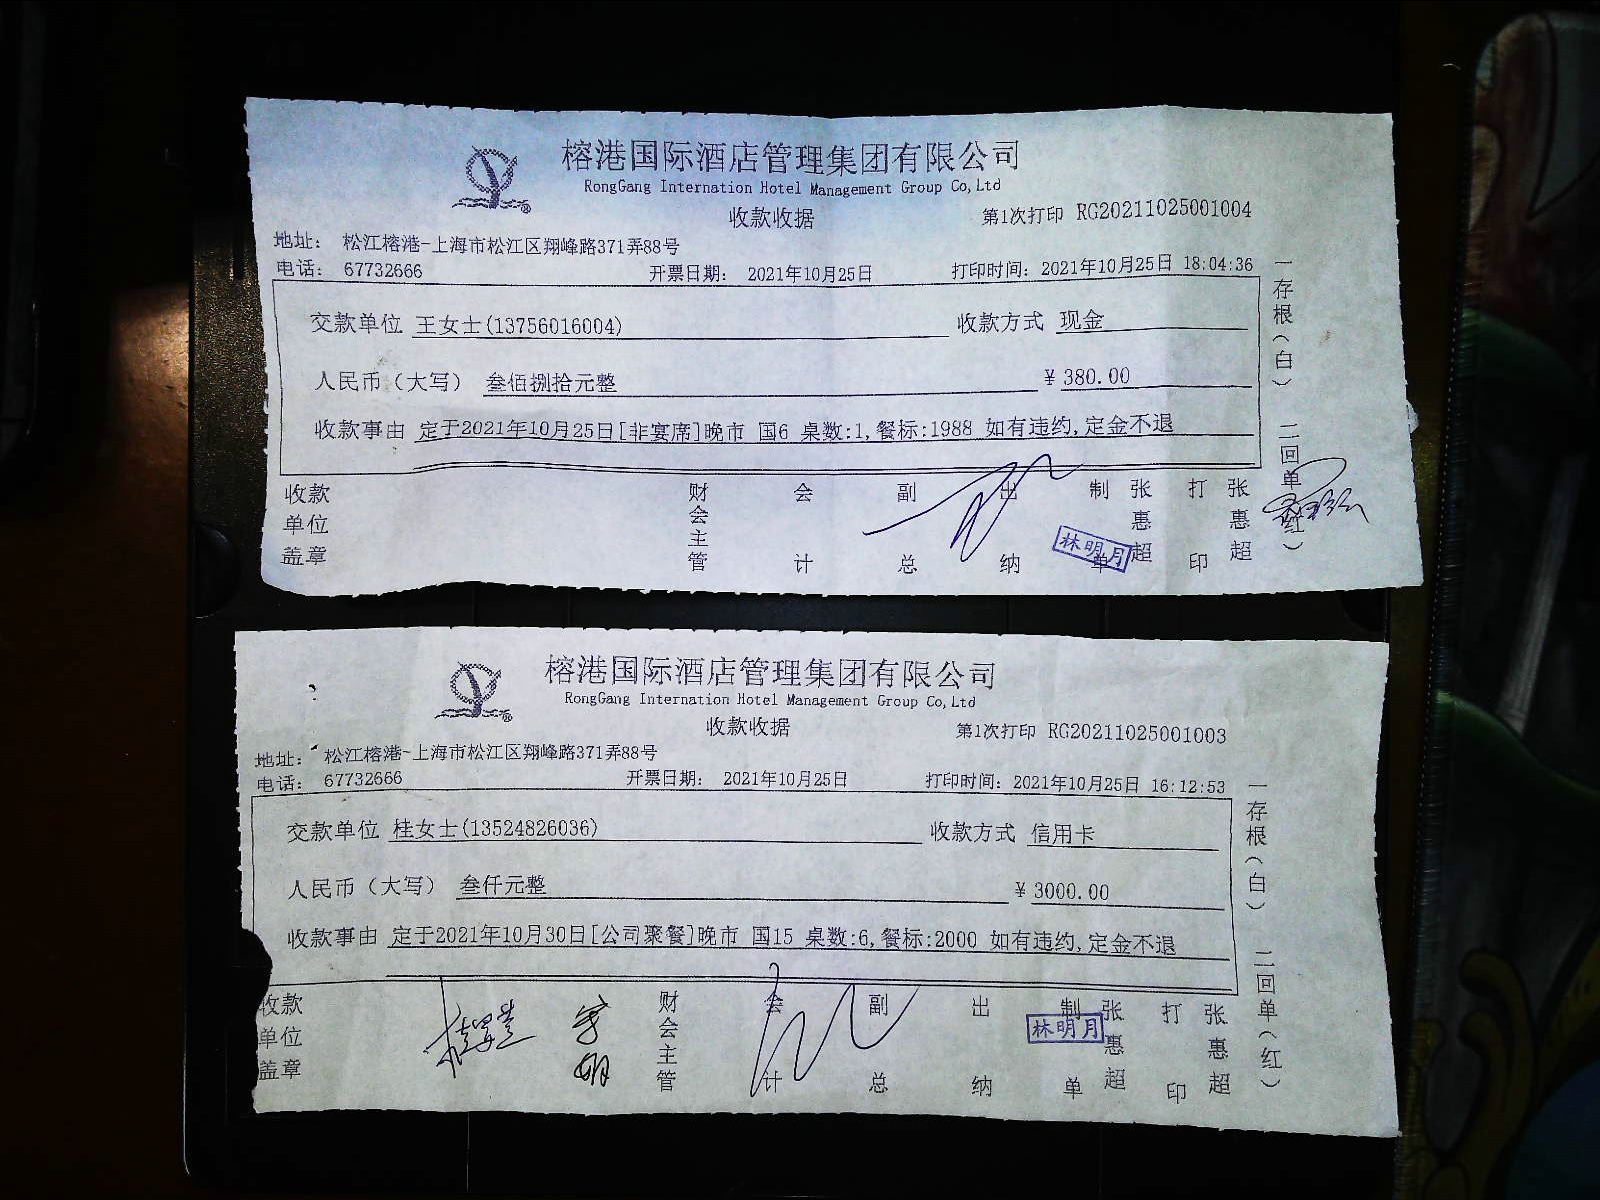 榕港国际酒店管理集团有限公司
RongGang Internation Hotel Management Group Co,Ltd
收款收据 第1次打印 RG20211025001004
地址： 松江榕港-上海市松江区翔峰路371弄88号
电话： 67732666 开票日期： 2021年10月25日 打印时间：2021年10月25日 18:04:36
交款单位 王女士(13756016004) 收款方式 现金
人民币（大写） 叁佰捌拾元整 ￥380.00
收款事由 定于2021年10月25日[非宴席]晚市 国6 桌数:1,餐标:1988 如有违约,定金不退
收款单位盖章 财会主管 会计 副总 出纳 制单 张惠超 打印 张惠超
林明月
一存根（白） 二回单（红）
榕港国际酒店管理集团有限公司
RongGang Internation Hotel Management Group Co,Ltd
收款收据 第1次打印 RG20211025001003
地址： 松江榕港-上海市松江区翔峰路371弄88号
电话： 67732666 开票日期： 2021年10月25日 打印时间：2021年10月25日 16:12:53
交款单位 桂女士(13524826036) 收款方式 信用卡
人民币（大写） 叁仟元整 ￥3000.00
收款事由 定于2021年10月30日[公司聚餐]晚市 国15 桌数:6,餐标:2000 如有违约,定金不退
收款单位盖章 财会主管 会计 副总 出纳 制单 张惠超 打印 张惠超
林明月
一存根（白） 二回单（红）